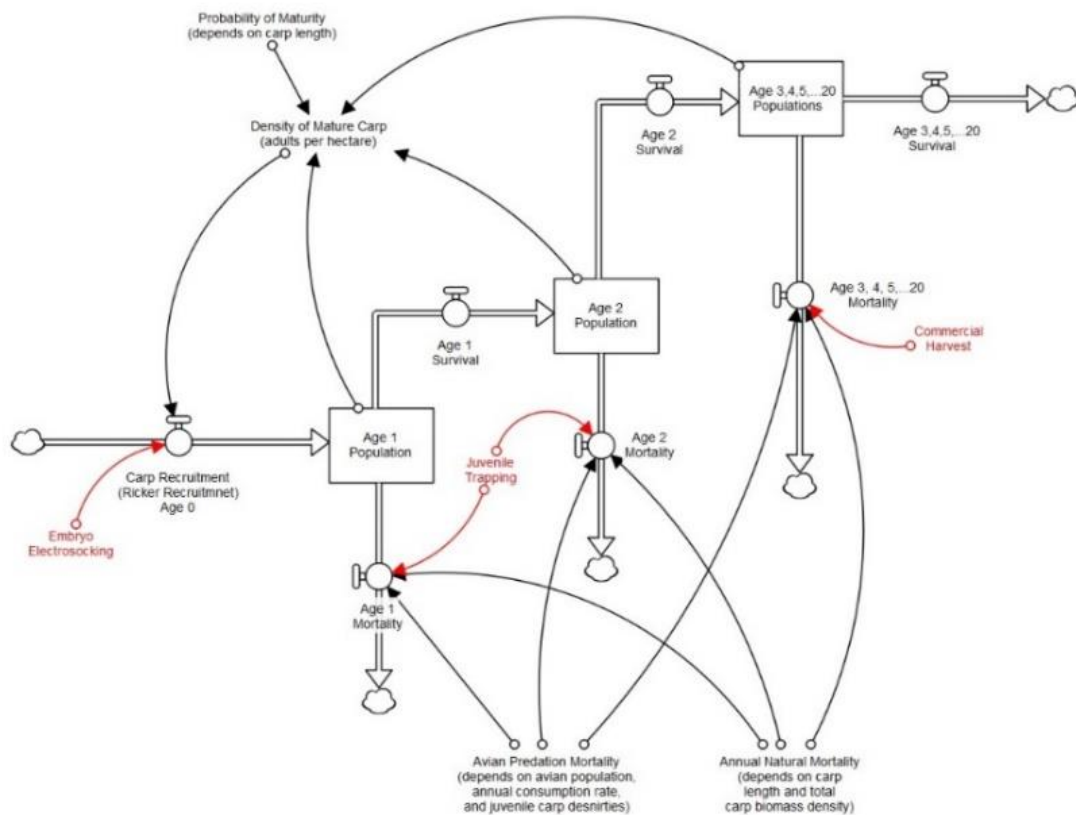 Probability of Maturity
(depends on carp length)
Density of Mature Carp
(adults per hectare)
Age 3,4,5,...20
Populations
Age 2
Survival
Age 3,4,5,...20
Survival
Age 2
Population
Age 3, 4, 5,...20
Mortality
Commercial
Harvest
Age 1
Survival
Age 1
Population
Juvenile
Trapping
Age 2
Mortality
Carp Recruitment
(Ricker Recruitmnet)
Age 0
Embryo
Electrosocking
Age 1
Mortality
Avian Predation Mortality
(depends on avian population,
annual consumption rate,
and juvenile carp desnirties)
Annual Natural Mortality
(depends on carp
length and total
carp biomass density)